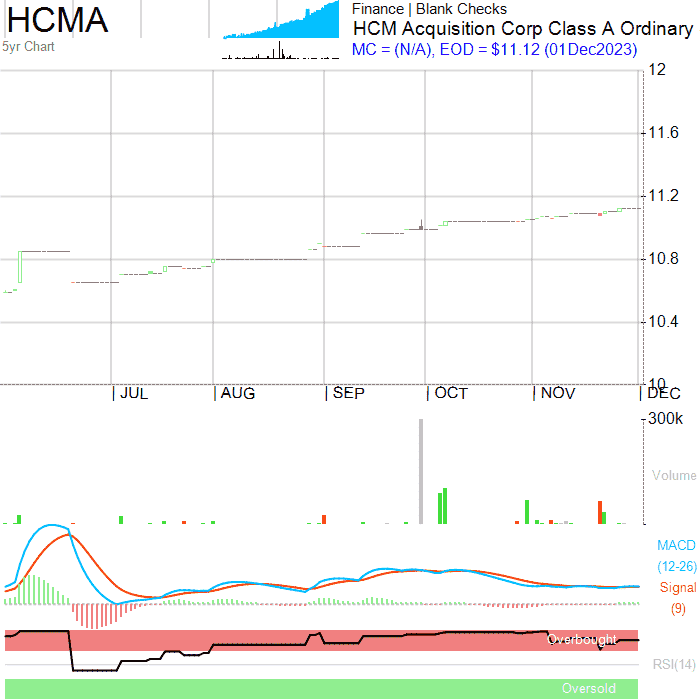 HCMA
5yr Chart
Finance | Blank Checks
HCM Acquisition Corp Class A Ordinary
MC = (N/A), EOD = $11.12 (01Dec2023)
12
11.6
11.2
10.8
10.4
10
JUL AUG SEP OCT NOV DEC
300k
Volume
MACD
(12-26)
Signal
(9)
Overbought
RSI(14)
Oversold